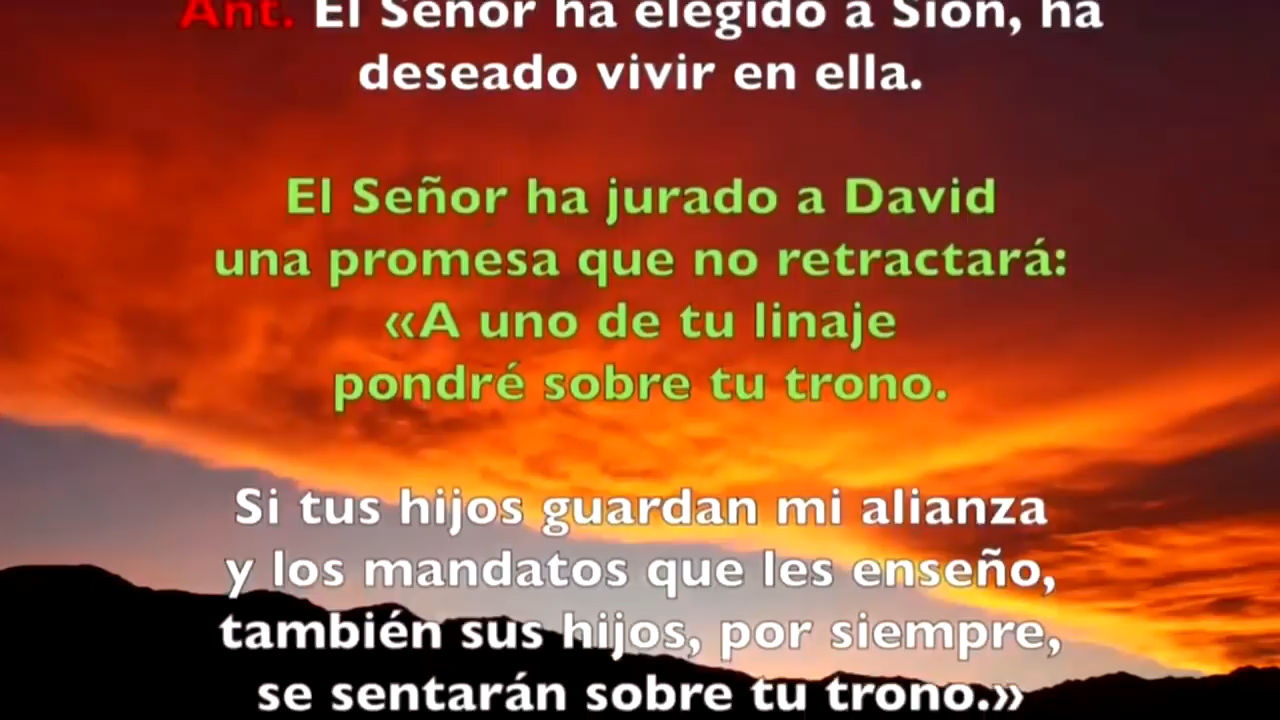 Ant. El Señor ha elegido a Sión, ha
deseado vivir en ella.
El Señor ha jurado a David
una promesa que no retractará:
«A uno de tu linaje
pondré sobre tu trono.
Si tus hijos guardan mi alianza
y los mandatos que les enseño,
también sus hijos, por siempre,
se sentarán sobre tu trono.»